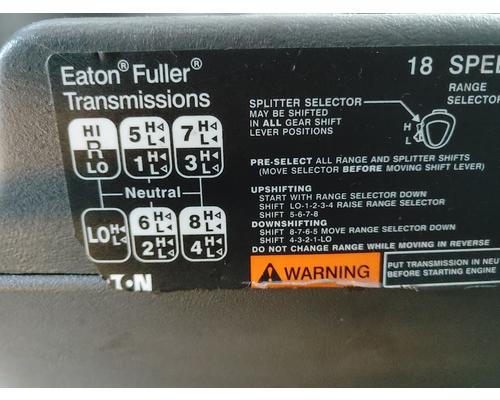 Eaton® Fuller®
Transmissions
18 SPE
RANGE
SELECTOR
SPLITTER SELECTOR
MAY BE SHIFTED
IN ALL GEAR SHIFT
LEVER POSITIONS
H
L
HI
R
LO
5 H L
1 H L
7 H L
3 H L
Neutral
LO H L
6 H L
2 H L
8 H L
4 H L
PRE-SELECT ALL RANGE AND SPLITTER SHIFTS
(MOVE SELECTOR BEFORE MOVING SHIFT LEVER)
UPSHIFTING
START WITH RANGE SELECTOR DOWN
SHIFT LO-1-2-3-4 RAISE RANGE SELECTOR
SHIFT 5-6-7-8
DOWNSHIFTING
SHIFT 8-7-6-5 MOVE RANGE SELECTOR DOWN
SHIFT 4-3-2-1-LO
DO NOT CHANGE RANGE WHILE MOVING IN REVERSE
WARNING
PUT TRANSMISSION IN NEU
BEFORE STARTING ENGINE